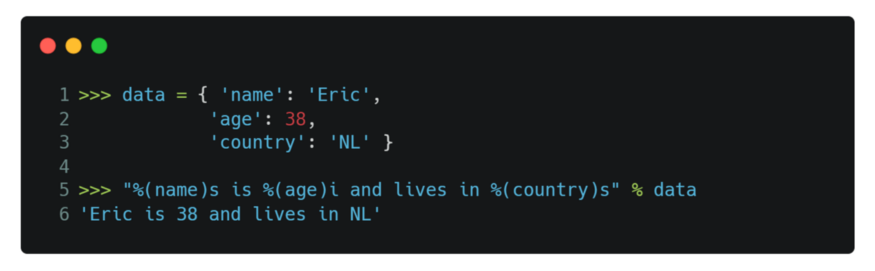 1 >>> data = { 'name': 'Eric',
2             'age': 38,
3             'country': 'NL' }
4
5 >>> "%(name)s is %(age)i and lives in %(country)s" % data
6 'Eric is 38 and lives in NL'